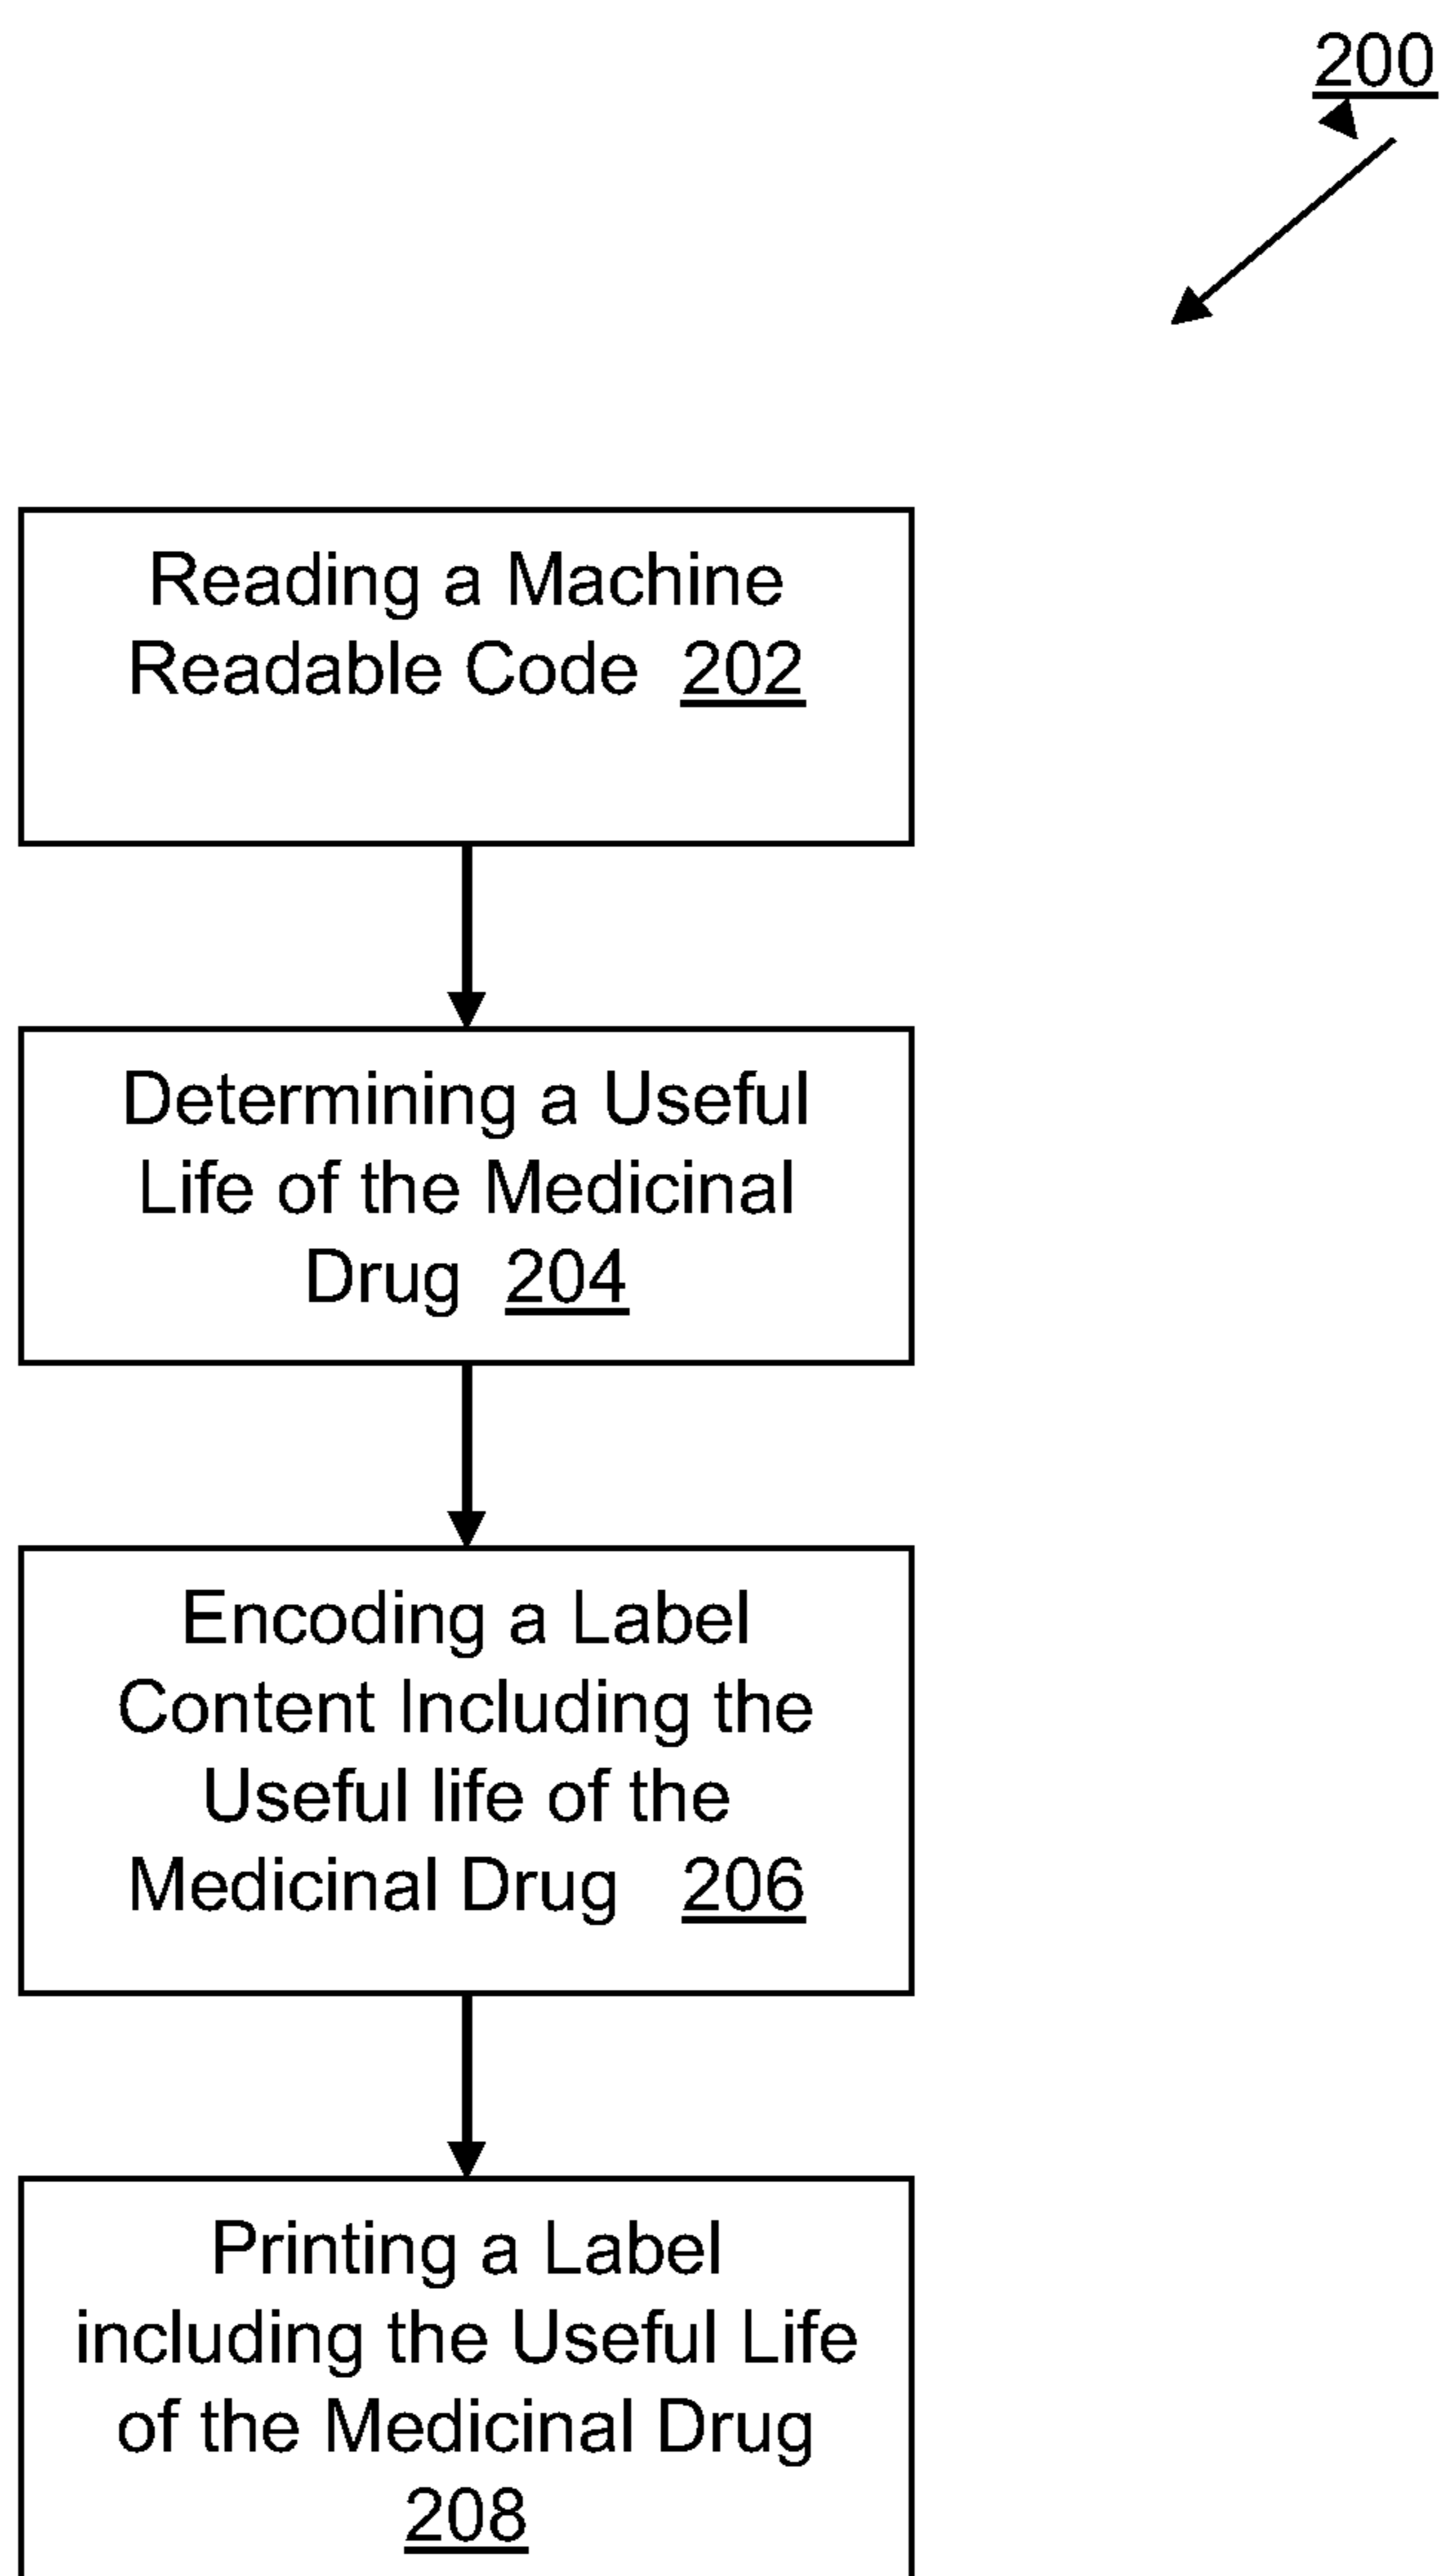 200
Reading a Machine
Readable Code 202
Determining a Useful
Life of the Medicinal
Drug 204
Encoding a Label
Content Including the
Useful life of the
Medicinal Drug 206
Printing a Label
including the Useful Life
of the Medicinal Drug
208